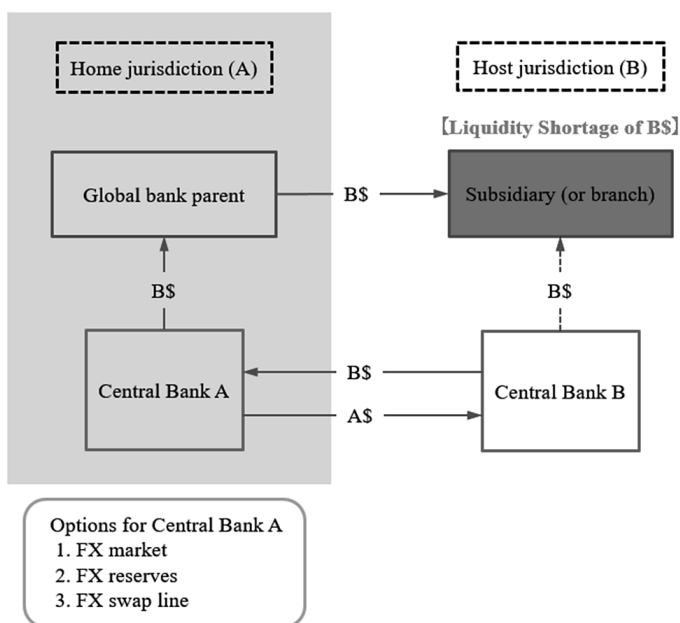 Home jurisdiction (A)
Host jurisdiction (B)
【Liquidity Shortage of B$】
Global bank parent
B$
Subsidiary (or branch)
B$
B$
Central Bank A
B$
A$
Central Bank B
Options for Central Bank A
1. FX market
2. FX reserves
3. FX swap line